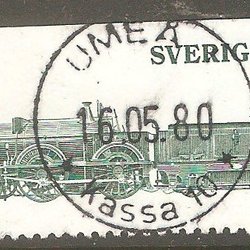 UMEÅ
SVERIG
16.05.80
* Kassa 10 *